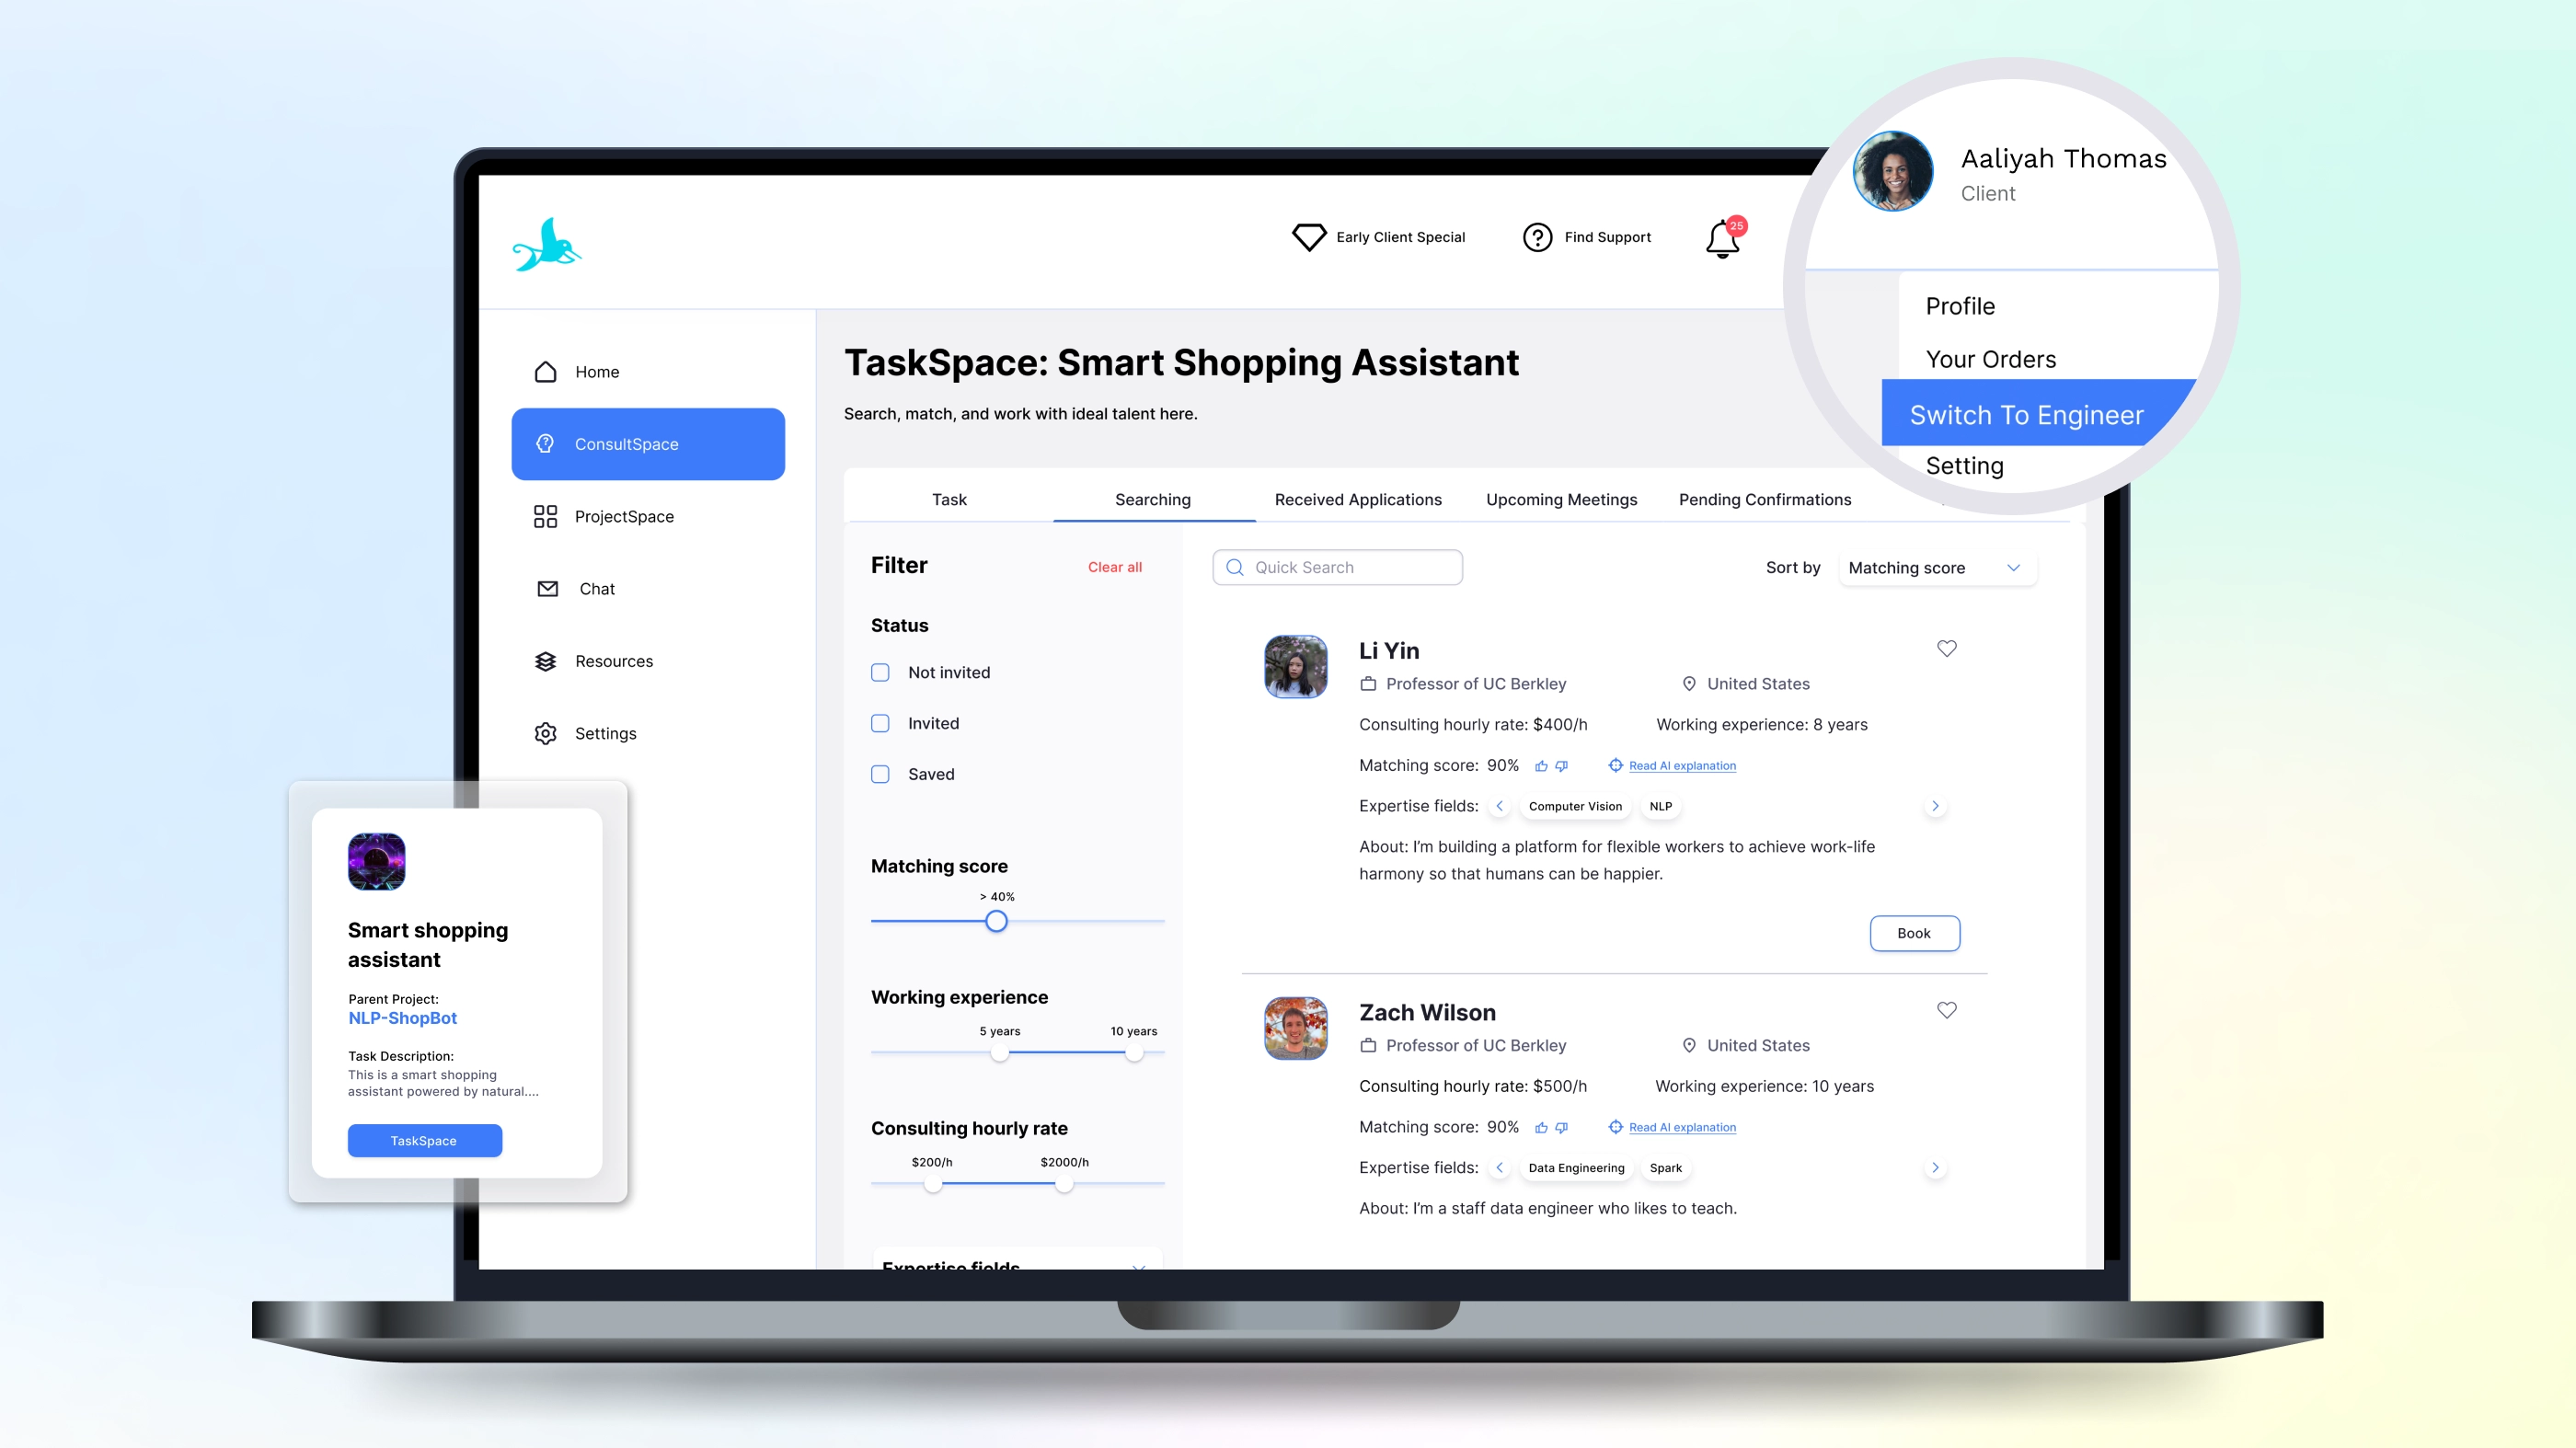 Aaliyah Thomas
Client
Early Client Special
Find Support
25
Profile
Your Orders
Switch To Engineer
Setting
Home
ConsultSpace
ProjectSpace
Chat
Resources
Settings
TaskSpace: Smart Shopping Assistant
Search, match, and work with ideal talent here.
Task
Searching
Received Applications
Upcoming Meetings
Pending Confirmations
Filter
Clear all
Status
Not invited
Invited
Saved
Matching score
> 40%
Working experience
5 years
10 years
Consulting hourly rate
$200/h
$2000/h
Expertise fields
Quick Search
Sort by
Matching score
Li Yin
Professor of UC Berkley
United States
Consulting hourly rate: $400/h
Working experience: 8 years
Matching score: 90%
Read AI explanation
Expertise fields:
Computer Vision
NLP
About: I'm building a platform for flexible workers to achieve work-life
harmony so that humans can be happier.
Book
Zach Wilson
Professor of UC Berkley
United States
Consulting hourly rate: $500/h
Working experience: 10 years
Matching score: 90%
Read AI explanation
Expertise fields:
Data Engineering
Spark
About: I'm a staff data engineer who likes to teach.
Smart shopping
assistant
Parent Project:
NLP-ShopBot
Task Description:
This is a smart shopping
assistant powered by natural....
TaskSpace